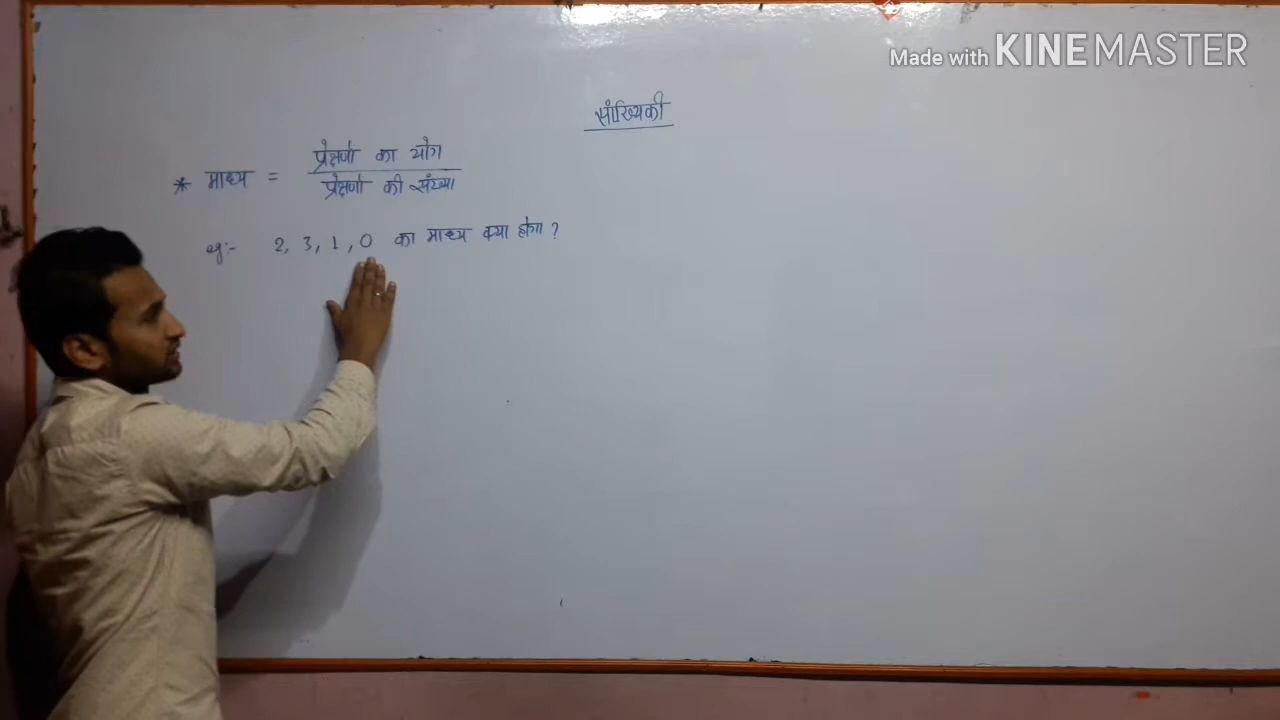 Made with KINEMASTER
सांख्यिकी
* माध्य = प्रेक्षणों का योग
प्रेक्षणों की संख्या
eg:- 2, 3, 1, 0 का माध्य क्या होगा ?